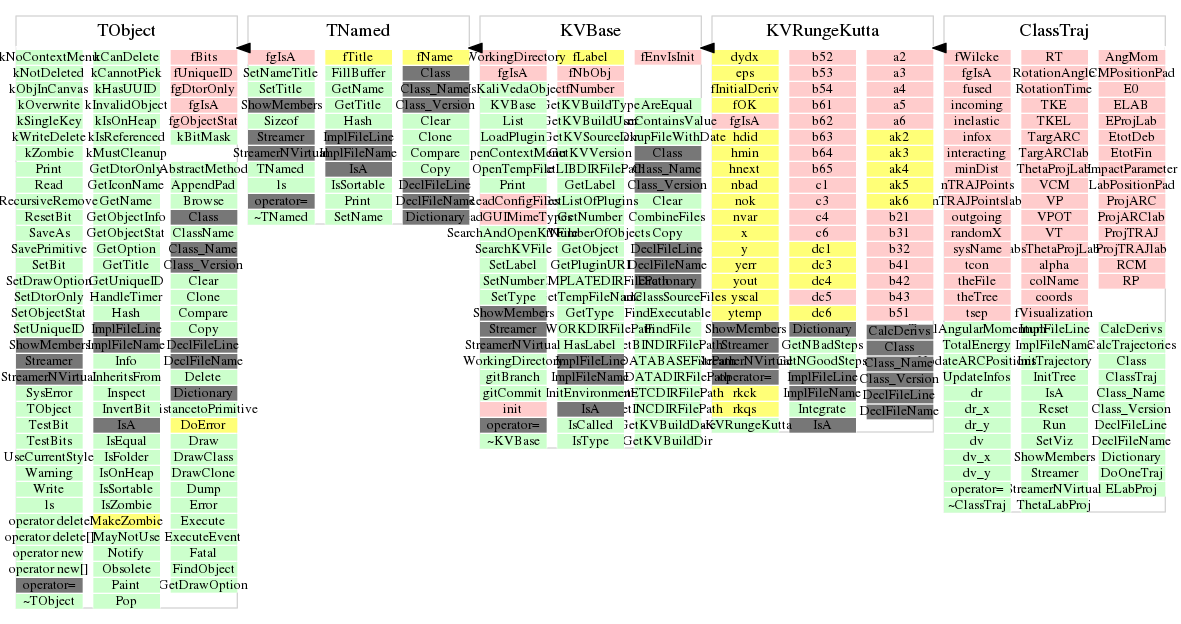 TObject
kNoContextMenu
kNotDeleted
kObjInCanvas
kOverwrite
kSingleKey
kWriteDelete
kZombie
Print
Read
RecursiveRemove
ResetBit
SaveAs
SavePrimitive
SetBit
SetDrawOption
SetDtorOnly
SetObjectStat
SetUniqueID
ShowMembers
Streamer
StreamerNVirtual
SysError
TObject
TestBit
TestBits
UseCurrentStyle
Warning
Write
ls
operator delete
operator delete[]
operator new
operator new[]
operator=
~TObject
kCanDelete
kCannotPick
kHasUUID
kInvalidObject
kIsOnHeap
kIsReferenced
kMustCleanup
GetDtorOnly
GetIconName
GetName
GetObjectInfo
GetObjectStat
GetOption
GetTitle
GetUniqueID
HandleTimer
Hash
ImplFileLine
ImplFileName
Info
InheritsFrom
Inspect
InvertBit
IsA
IsEqual
IsFolder
IsOnHeap
IsSortable
IsZombie
MakeZombie
MayNotUse
Notify
Obsolete
Paint
Pop
fBits
fUniqueID
fgDtorOnly
fgIsA
fgObjectStat
kBitMask
AbstractMethod
AppendPad
Browse
Class
ClassName
Class_Name
Class_Version
Clear
Clone
Compare
Copy
DeclFileLine
DeclFileName
Delete
Dictionary
istancetoPrimitive
DoError
Draw
DrawClass
DrawClone
Dump
Error
Execute
ExecuteEvent
Fatal
FindObject
GetDrawOption
TNamed
fgIsA
SetNameTitle
SetTitle
ShowMembers
Sizeof
Streamer
StreamerNVirtual
TNamed
ls
operator=
~TNamed
fTitle
FillBuffer
GetName
GetTitle
Hash
ImplFileLine
ImplFileName
IsA
IsSortable
Print
SetName
fName
Class
Class_Name
Class_Version
Clear
Clone
Compare
Copy
DeclFileLine
DeclFileName
Dictionary
KVBase
WorkingDirectory
fgIsA
IsKaliVedaObject
KVBase
List
LoadPlugin
OpenContextMenu
OpenTempFile
Print
ReadConfigFiles
ReadGUIMimeTypes
SearchAndOpenKVFile
SearchKVFile
SetLabel
SetNumber
SetType
ShowMembers
Streamer
StreamerNVirtual
WorkingDirectory
gitBranch
gitCommit
init
operator=
~KVBase
fLabel
fNbObj
fNumber
GetKVBuildType
GetKVBuildUser
GetKVSourceDir
GetKVVersion
GetLIBDIRFilePath
GetLabel
GetListOfPlugins
GetNumber
GetNumberOfObjects
GetObject
GetPluginURI
GetTempFileName
GetType
HasLabel
ImplFileLine
ImplFileName
InitEnvironment
IsA
IsCalled
IsType
fEnvIsInit
AreEqual
BackupFileWithDate
Class
Class_Name
Class_Version
Clear
CombineFiles
Copy
DeclFileLine
DeclFileName
Dictionary
FindClassSourceFiles
FindExecutable
FindFile
GetBINDIRFilePath
GetDATABASEFilePath
GetDATADIRFilePath
GetETCDIRFilePath
GetINCDIRFilePath
GetKVBuildDate
GetKVBuildDir
KVRungeKutta
dydx
eps
fInitialDeriv
fOK
fgIsA
hdid
hmin
hnext
nbad
nok
nvar
x
y
yerr
yout
yscal
ytemp
ShowMembers
Streamer
StreamerNVirtual
operator=
rkck
rkqs
~KVRungeKutta
b52
b53
b54
b61
b62
b63
b64
b65
c1
c3
c4
c6
dc1
dc3
dc4
dc5
dc6
Dictionary
GetNBadSteps
GetNGoodSteps
ImplFileLine
ImplFileName
Integrate
IsA
a2
a3
a4
a5
a6
ak2
ak3
ak4
ak5
ak6
b21
b31
b32
b41
b42
b43
b51
CalcDerivs
Class
Class_Name
Class_Version
DeclFileLine
DeclFileName
ClassTraj
fWilcke
fgIsA
fused
incoming
inelastic
infox
interacting
minDist
nTRAJPoints
nTRAJPointslab
outgoing
randomX
sysName
tcon
theFile
theTree
tsep
TotalEnergy
UpdateARCPositions
UpdateInfos
dr
dr_x
dr_y
dv
dv_x
dv_y
operator=
~ClassTraj
RT
RotationAngle
RotationTime
TKE
TKEL
TargARC
TargARClab
ThetaProjLab
VCM
VP
VPOT
VT
absThetaProjLab
alpha
colName
coords
fVisualization
ImplFileLine
ImplFileName
InitTrajectory
InitTree
IsA
Reset
Run
SetViz
ShowMembers
Streamer
StreamerNVirtual
ThetaLabProj
AngMom
CMPositionPad
E0
ELAB
EProjLab
EtotDeb
EtotFin
ImpactParameter
LabPositionPad
ProjARC
ProjARClab
ProjTRAJ
ProjTRAJlab
RCM
RP
CalcDerivs
CalcTrajectories
Class
ClassTraj
Class_Name
Class_Version
DeclFileLine
DeclFileName
Dictionary
DoOneTraj
ELabProj